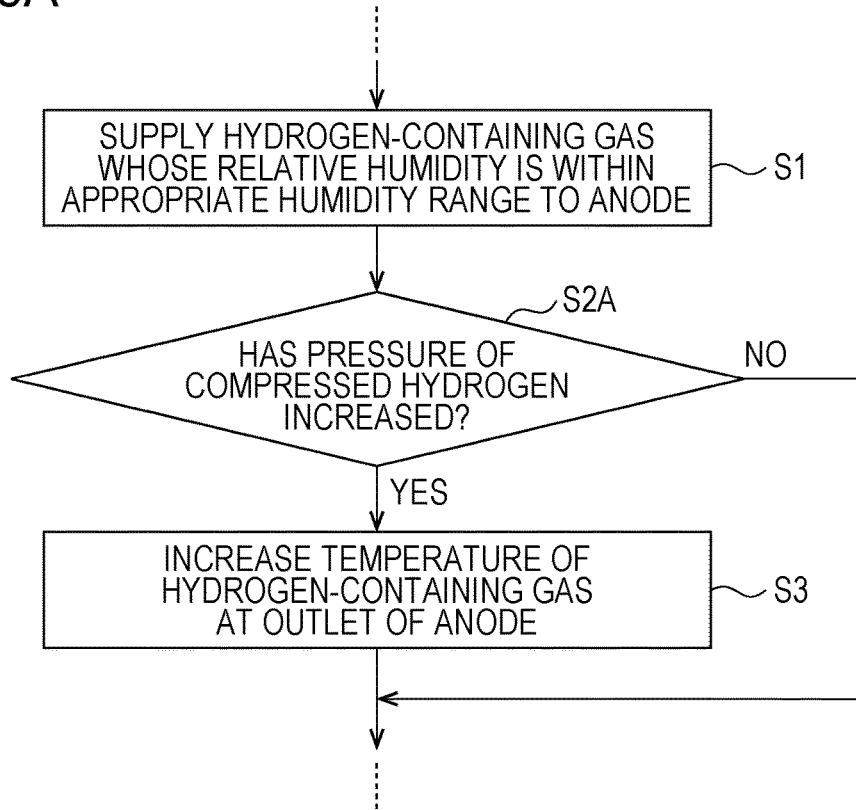 SUPPLY HYDROGEN-CONTAINING GAS
WHOSE RELATIVE HUMIDITY IS WITHIN
APPROPRIATE HUMIDITY RANGE TO ANODE
S1
S2A
HAS PRESSURE OF
COMPRESSED HYDROGEN
INCREASED?
NO
YES
INCREASE TEMPERATURE OF
HYDROGEN-CONTAINING GAS
AT OUTLET OF ANODE
S3